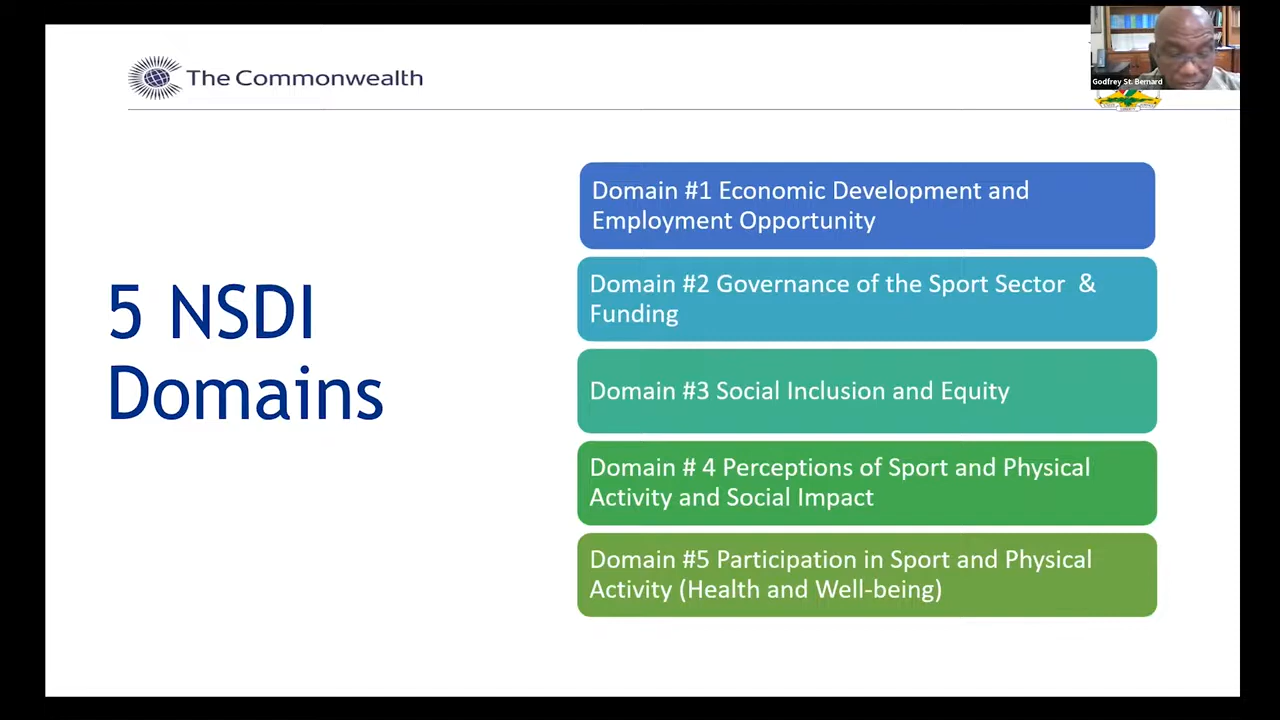 The Commonwealth
Godfrey St. Bernard
5 NSDI
Domains
Domain #1 Economic Development and
Employment Opportunity
Domain #2 Governance of the Sport Sector &
Funding
Domain #3 Social Inclusion and Equity
Domain # 4 Perceptions of Sport and Physical
Activity and Social Impact
Domain #5 Participation in Sport and Physical
Activity (Health and Well-being)